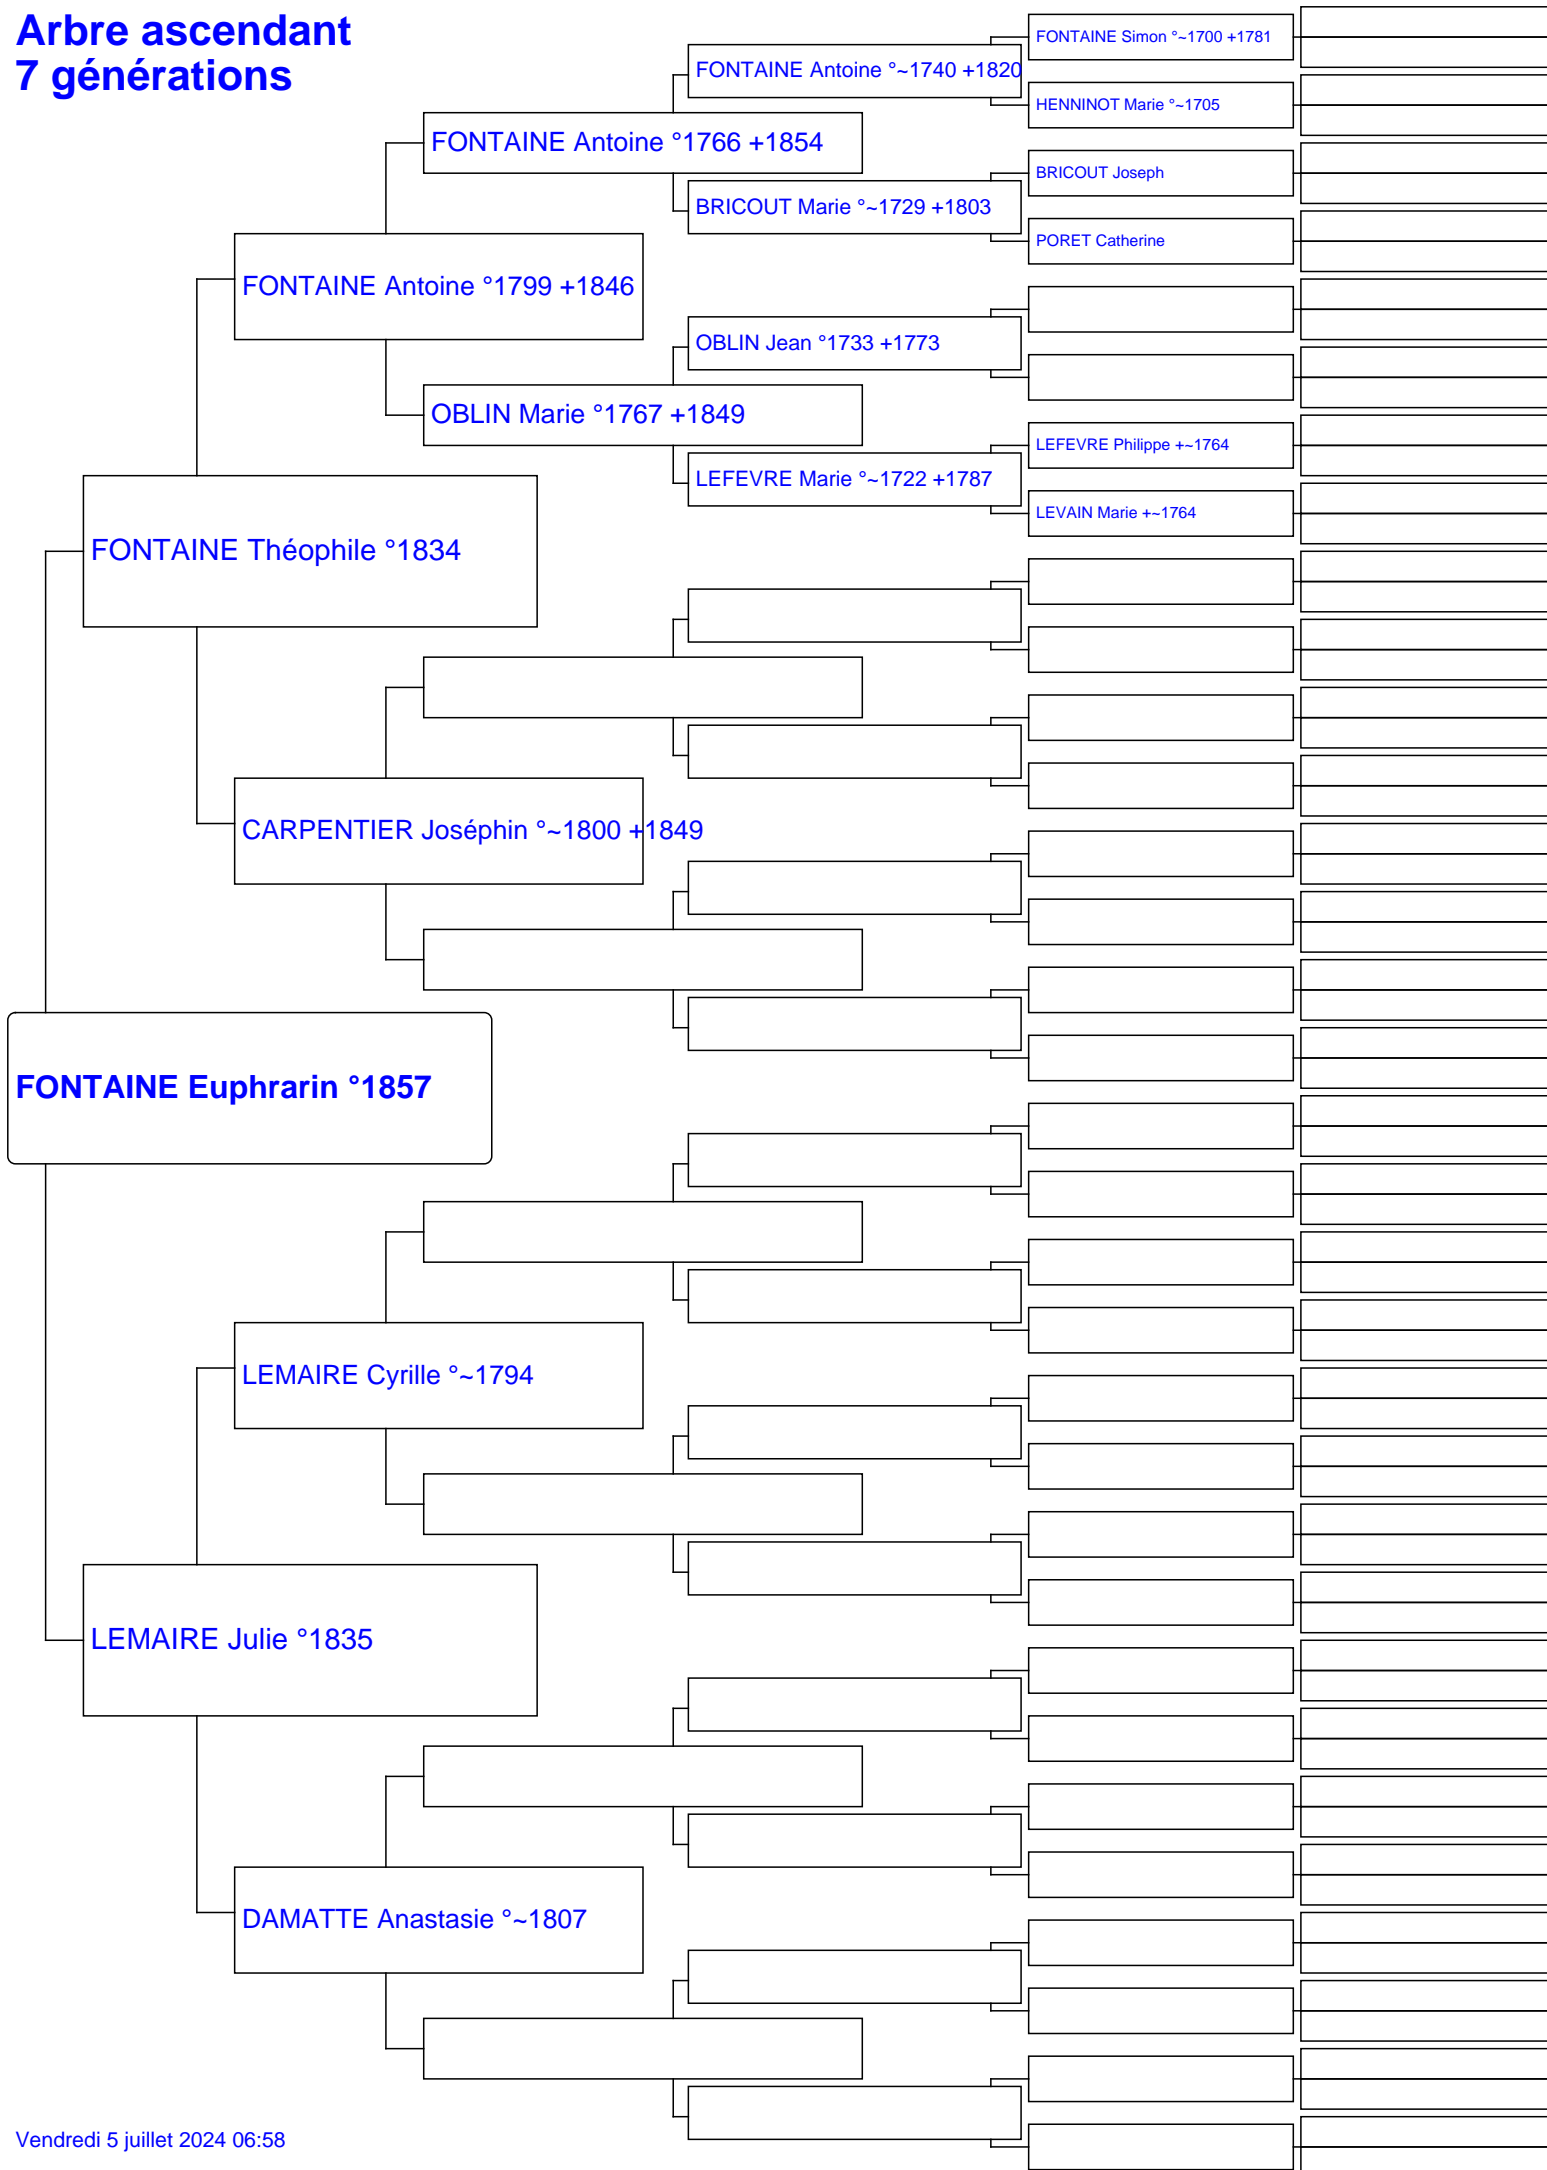 Arbre ascendant
7 générations
FONTAINE Simon °~1700 +1781
FONTAINE Antoine °~1740 +1820
HENNINOT Marie °~1705
FONTAINE Antoine °1766 +1854
BRICOUT Joseph
BRICOUT Marie °~1729 +1803
PORET Catherine
FONTAINE Antoine °1799 +1846
OBLIN Jean °1733 +1773
OBLIN Marie °1767 +1849
LEFEVRE Philippe +~1764
LEFEVRE Marie °~1722 +1787
LEVAIN Marie +~1764
FONTAINE Théophile °1834
CARPENTIER Joséphin °~1800 +1849
FONTAINE Euphrarin °1857
LEMAIRE Cyrille °~1794
LEMAIRE Julie °1835
DAMATTE Anastasie °~1807
Vendredi 5 juillet 2024 06:58